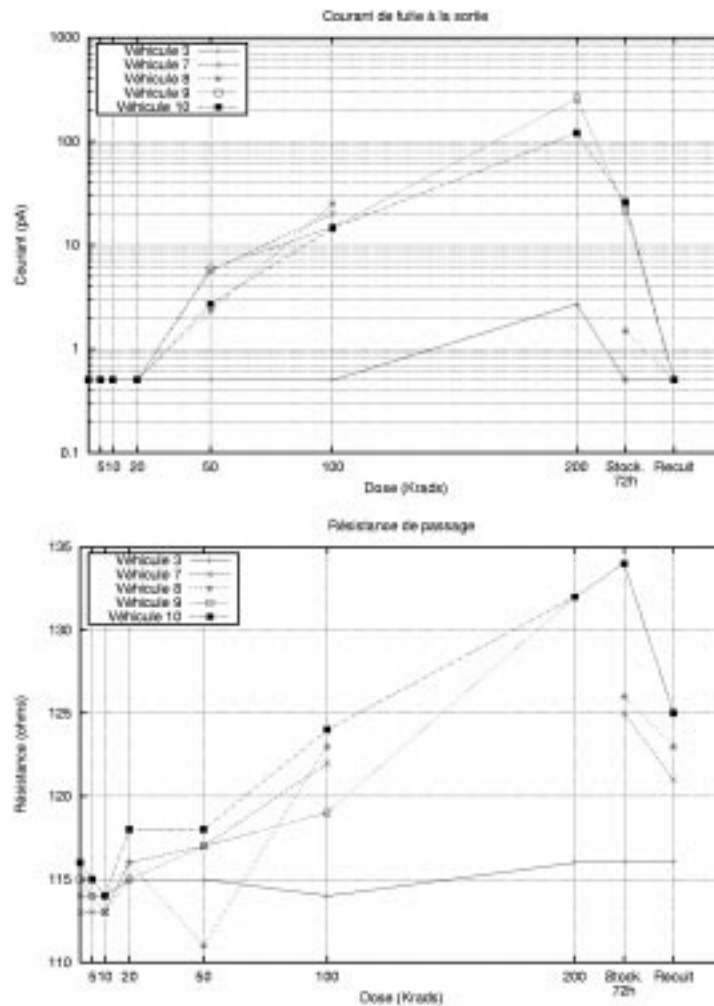 Courant de fuite à la sortie
1000
100
10
1
0.1
Courant (pA)
Véhicule 3
Véhicule 7
Véhicule 8
Véhicule 9
Véhicule 10
5 10 20 50 100 200 Stock. Recuit
72h
Dose (Krads)
Résistance de passage
135
130
125
120
115
110
Résistance (ohms)
Véhicule 3
Véhicule 7
Véhicule 8
Véhicule 9
Véhicule 10
5 10 20 50 100 200 Stock. Recuit
72h
Dose (Krads)